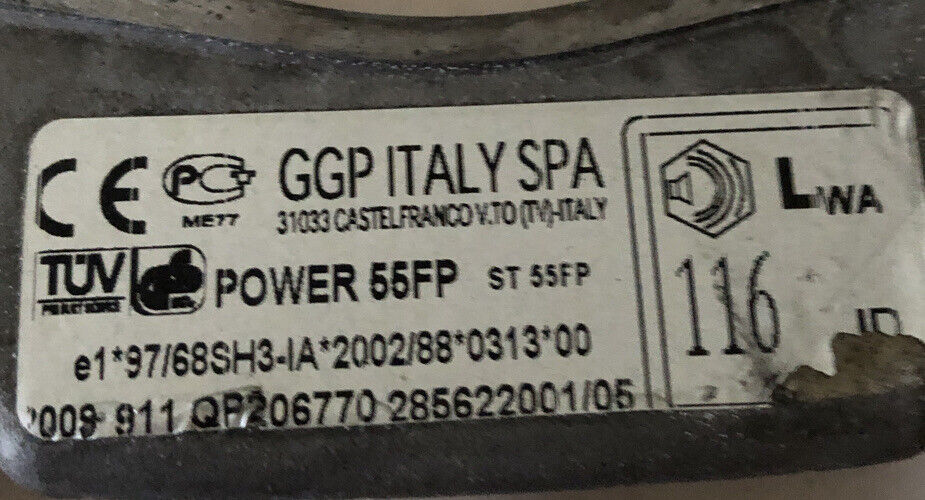 CE PC ME77 GGP ITALY SPA
31033 CASTELFRANCO V.TO (TV)-ITALY
TÜV POWER 55FP ST 55FP
e1*97/68SH3-IA*2002/88*0313*00
911 QP206770 285622001/05
LWA
116